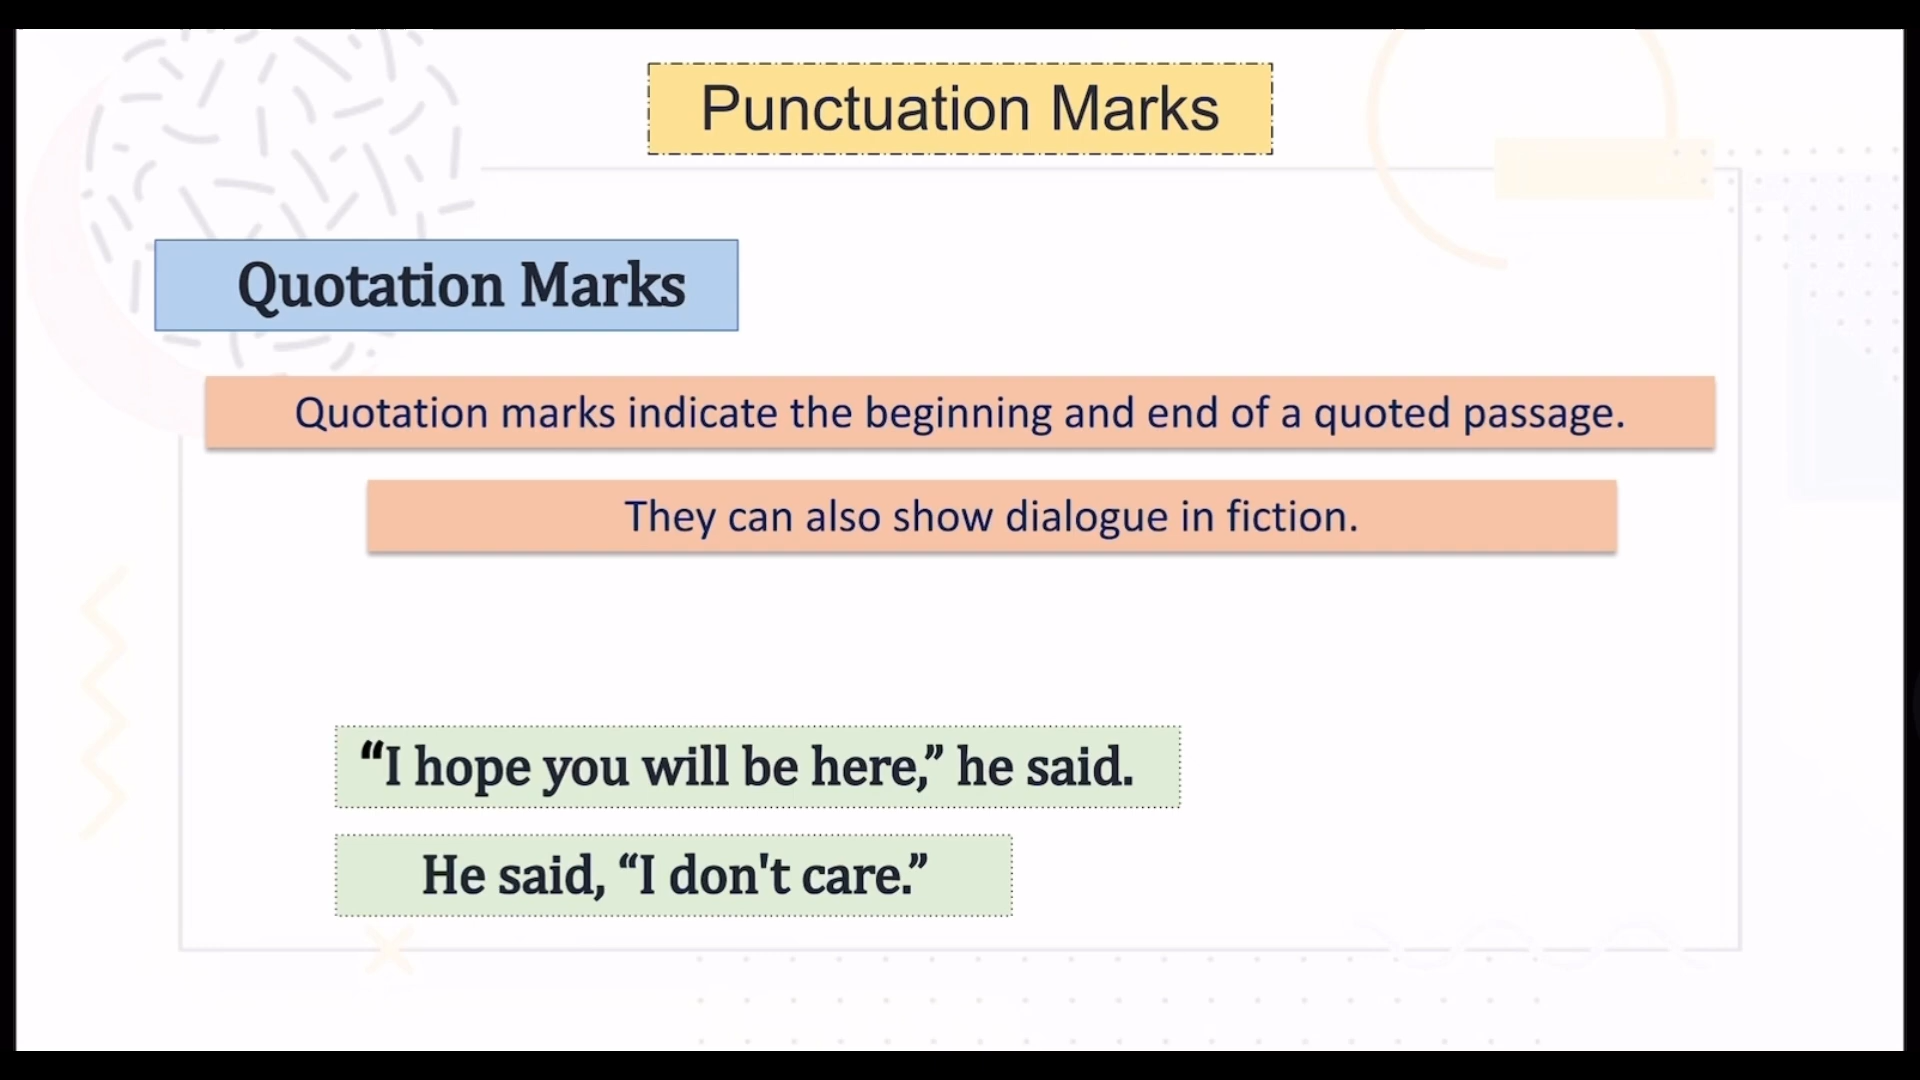 Punctuation Marks
Quotation Marks
Quotation marks indicate the beginning and end of a quoted passage.
They can also show dialogue in fiction.
“I hope you will be here,” he said.
He said, “I don't care.”